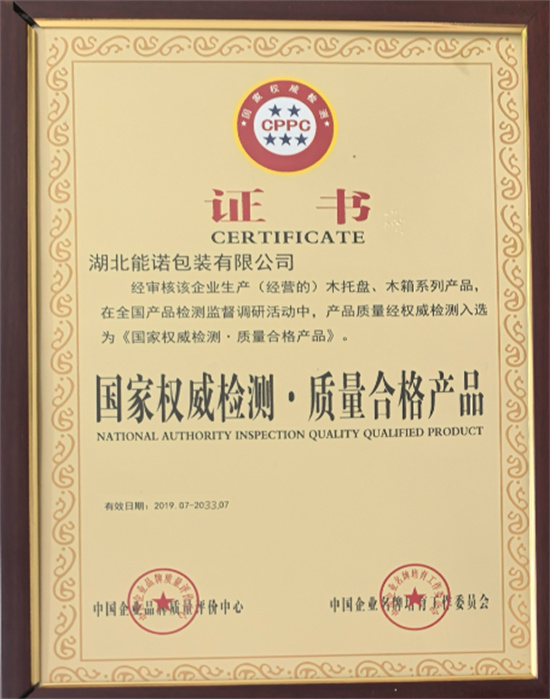 国家权威检测
CPPC
证书
CERTIFICATE
湖北能诺包装有限公司
经审核该企业生产（经营的）木托盘、木箱系列产品，
在全国产品检测监督调研活动中，产品质量经权威检测入选
为《国家权威检测·质量合格产品》。
国家权威检测·质量合格产品
NATIONAL AUTHORITY INSPECTION QUALITY QUALIFIED PRODUCT
有效日期：2019.07-2033.07
中国企业品牌质量评价中心
中国企业名牌培育工作委员会